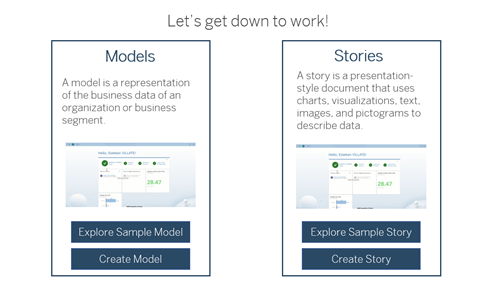 Let's get down to work!
Models
A model is a representation
of the business data of an
organization or business
segment.
Hello, Esteban VILLATE!
28.47
Explore Sample Model
Create Model
Stories
A story is a presentation-
style document that uses
charts, visualizations, text,
images, and pictograms to
describe data.
Hello, Esteban VILLATE!
28.47
Explore Sample Story
Create Story